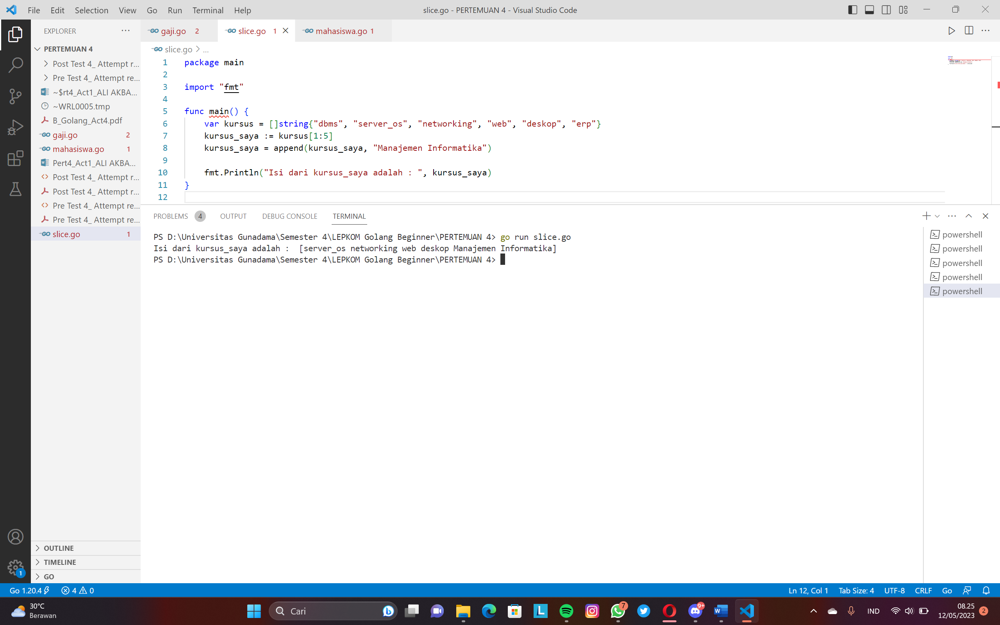 File Edit Selection View Go Run Terminal Help
slice.go - PERTEMUAN 4 - Visual Studio Code
EXPLORER
PERTEMUAN 4
Post Test 4_ Attempt r...
Pre Test 4_ Attempt re...
~$rt4_Act1_ALI AKBA...
~WRL0005.tmp
B_Golang_Act4.pdf
gaji.go 2
mahasiswa.go 1
Pert4_Act1_ALI AKBA...
Post Test 4_ Attempt r...
Post Test 4_ Attempt r...
Pre Test 4_ Attempt re...
Pre Test 4_ Attempt re...
slice.go 1
OUTLINE
TIMELINE
GO
gaji.go 2
slice.go 1
mahasiswa.go 1
slice.go > ...
1 package main
2
3 import "fmt"
4
5 func main() {
6 var kursus = []string{"dbms", "server_os", "networking", "web", "deskop", "erp"}
7 kursus_saya := kursus[1:5]
8 kursus_saya = append(kursus_saya, "Manajemen Informatika")
9
10 fmt.Println("Isi dari kursus_saya adalah : ", kursus_saya)
11 }
12
PROBLEMS 4 OUTPUT DEBUG CONSOLE TERMINAL
PS D:\Universitas Gunadama\Semester 4\LEPKOM Golang Beginner\PERTEMUAN 4> go run slice.go
Isi dari kursus_saya adalah :  [server_os networking web deskop Manajemen Informatika]
PS D:\Universitas Gunadama\Semester 4\LEPKOM Golang Beginner\PERTEMUAN 4>
powershell
powershell
powershell
powershell
powershell
1
Go 1.20.4 4 0
Ln 12, Col 1 Tab Size: 4 UTF-8 CRLF Go
30°C
Berawan
Cari
7
9+
IND
08.25
12/05/2023
2